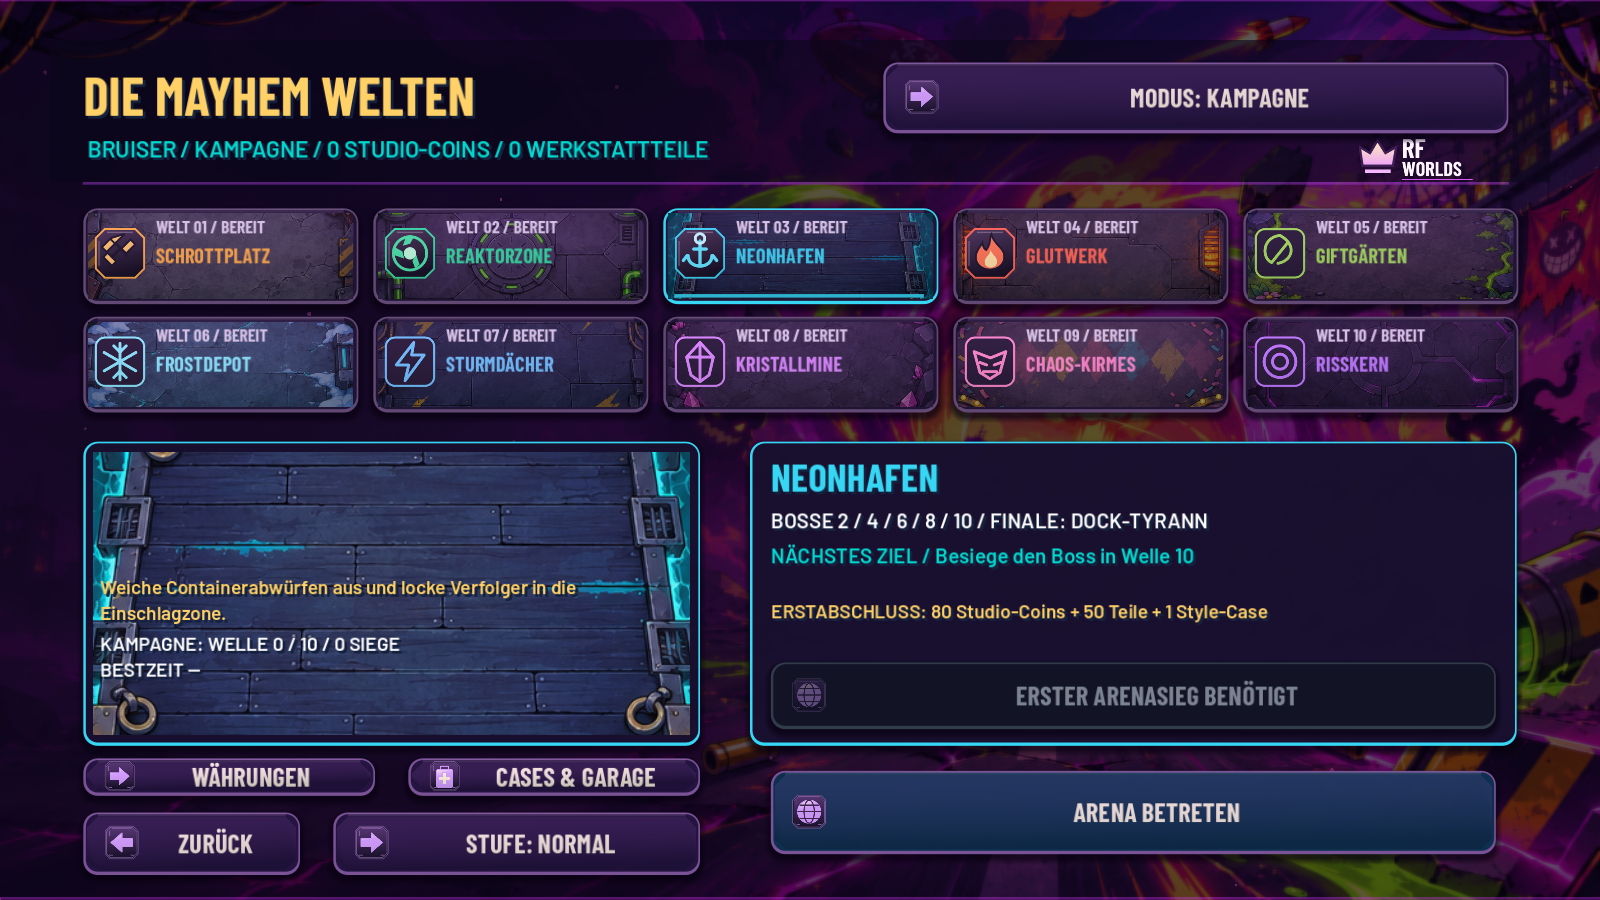 DIE MAYHEM WELTEN
MODUS: KAMPAGNE
BRUISER / KAMPAGNE / 0 STUDIO-COINS / 0 WERKSTATTTEILE
RF
WORLDS
WELT 01 / BEREIT
SCHROTTPLATZ
WELT 02 / BEREIT
REAKTORZONE
WELT 03 / BEREIT
NEONHAFEN
WELT 04 / BEREIT
GLUTWERK
WELT 05 / BEREIT
GIFTGÄRTEN
WELT 06 / BEREIT
FROSTDEPOT
WELT 07 / BEREIT
STURMDÄCHER
WELT 08 / BEREIT
KRISTALLMINE
WELT 09 / BEREIT
CHAOS-KIRMES
WELT 10 / BEREIT
RISSKERN
Weiche Containerabwürfen aus und locke Verfolger in die
Einschlagzone.
KAMPAGNE: WELLE 0 / 10 / 0 SIEGE
BESTZEIT –
NEONHAFEN
BOSSE 2 / 4 / 6 / 8 / 10 / FINALE: DOCK-TYRANN
NÄCHSTES ZIEL / Besiege den Boss in Welle 10
ERSTABSCHLUSS: 80 Studio-Coins + 50 Teile + 1 Style-Case
ERSTER ARENASIEG BENÖTIGT
WÄHRUNGEN
CASES & GARAGE
ZURÜCK
STUFE: NORMAL
ARENA BETRETEN